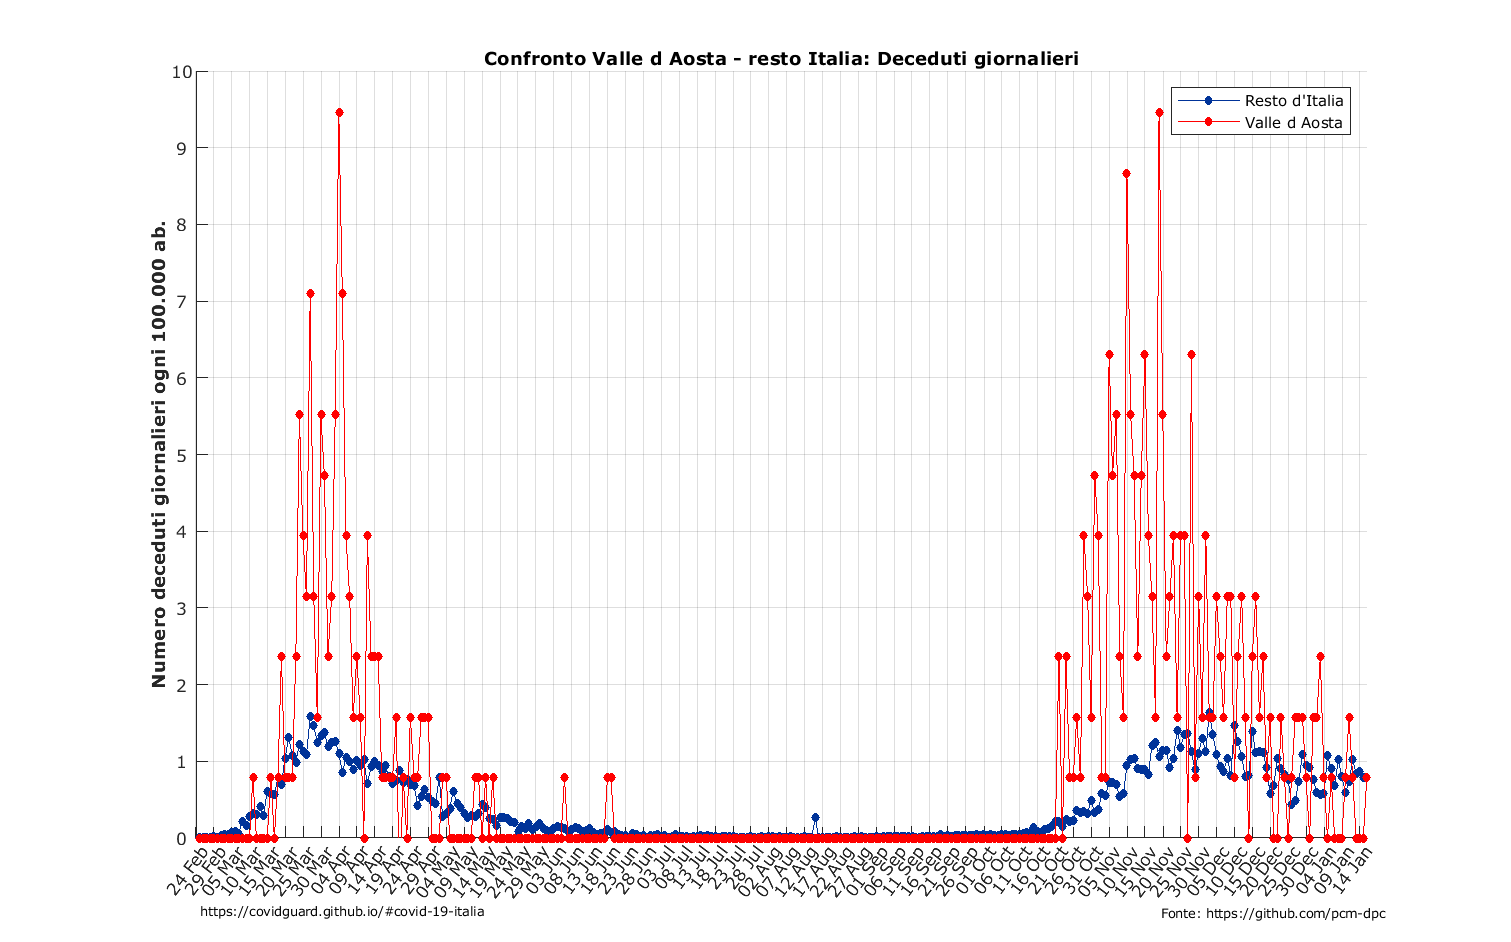 Confronto Valle d Aosta - resto Italia: Deceduti giornalieri
Resto d'Italia
Valle d Aosta
Numero deceduti giornalieri ogni 100.000 ab.
10
9
8
7
6
5
4
3
2
1
0
24 Feb
29 Feb
05 Mar
10 Mar
15 Mar
20 Mar
25 Mar
30 Mar
04 Apr
09 Apr
14 Apr
19 Apr
24 Apr
29 Apr
04 May
09 May
14 May
19 May
24 May
29 May
03 Jun
08 Jun
13 Jun
18 Jun
23 Jun
28 Jun
03 Jul
08 Jul
13 Jul
18 Jul
23 Jul
28 Jul
02 Aug
07 Aug
12 Aug
17 Aug
22 Aug
27 Aug
01 Sep
06 Sep
11 Sep
16 Sep
21 Sep
26 Sep
01 Oct
06 Oct
11 Oct
16 Oct
21 Oct
26 Oct
31 Oct
05 Nov
10 Nov
15 Nov
20 Nov
25 Nov
30 Nov
05 Dec
10 Dec
15 Dec
20 Dec
25 Dec
30 Dec
04 Jan
09 Jan
14 Jan
https://covidguard.github.io/#covid-19-italia
Fonte: https://github.com/pcm-dpc